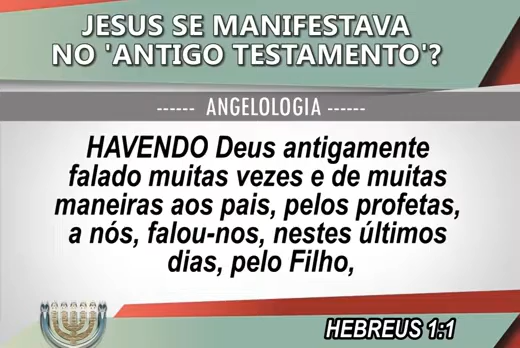 JESUS SE MANIFESTAVA
NO 'ANTIGO TESTAMENTO'?
------ ANGELOLOGIA ------
HAVENDO Deus antigamente
falado muitas vezes e de muitas
maneiras aos pais, pelos profetas,
a nós, falou-nos, nestes últimos
dias, pelo Filho,
HEBREUS 1:1